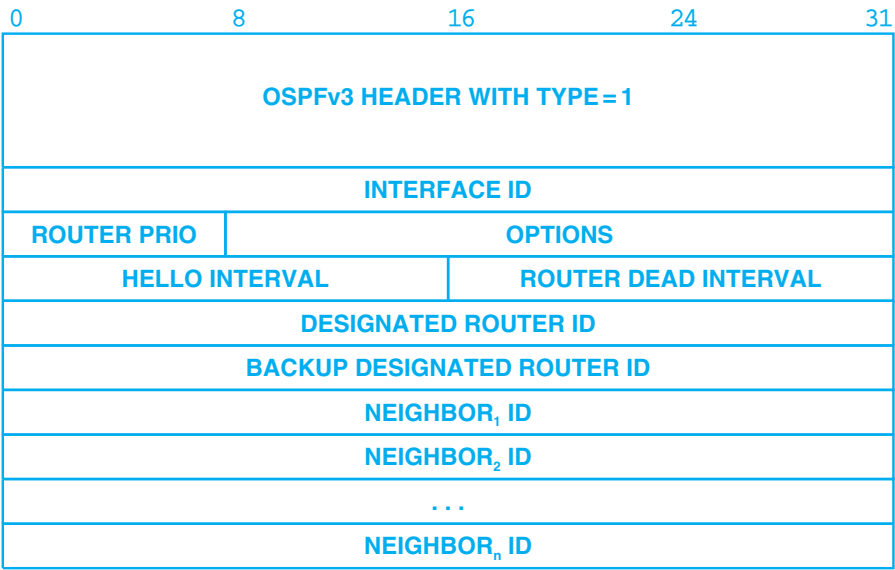 0 8 16 24 31
OSPFv3 HEADER WITH TYPE = 1
INTERFACE ID
ROUTER PRIO OPTIONS
HELLO INTERVAL ROUTER DEAD INTERVAL
DESIGNATED ROUTER ID
BACKUP DESIGNATED ROUTER ID
NEIGHBOR₁ ID
NEIGHBOR₂ ID
. . .
NEIGHBORₙ ID